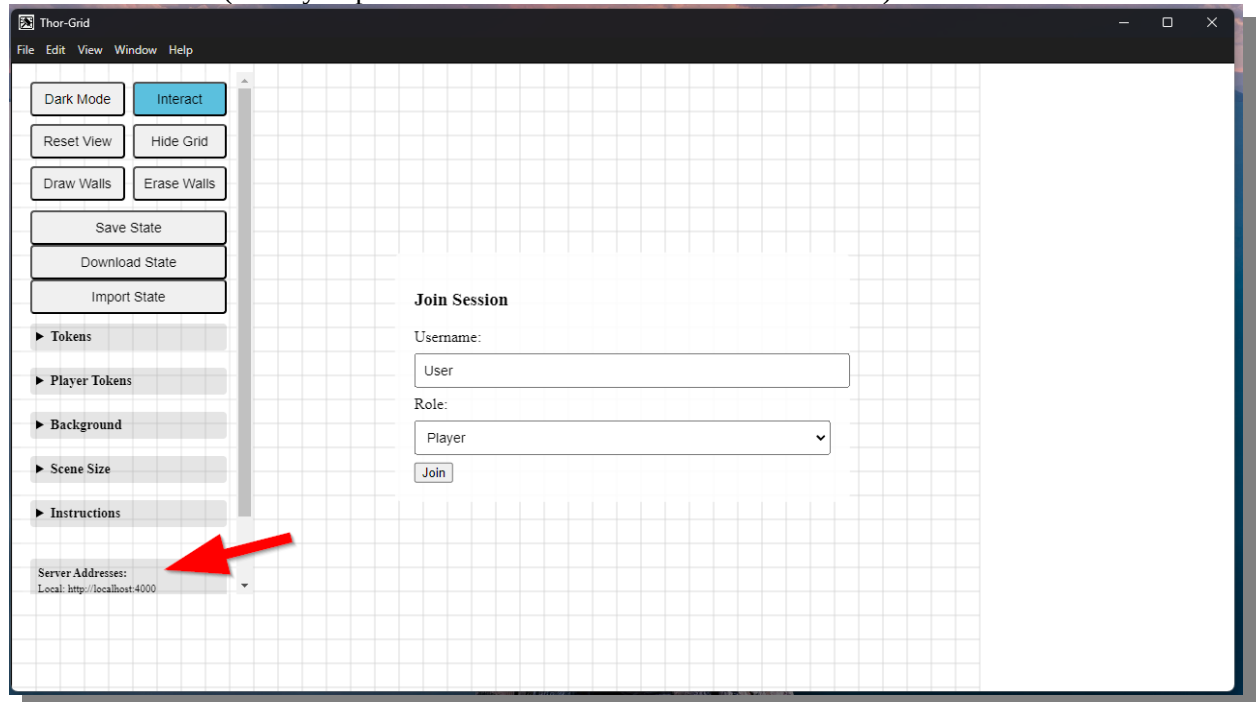 Thor-Grid
File Edit View Window Help
Dark Mode
Interact
Reset View
Hide Grid
Draw Walls
Erase Walls
Save State
Download State
Import State
Tokens
Player Tokens
Background
Scene Size
Instructions
Server Addresses:
Local: http://localhost:4000
Join Session
Username:
User
Role:
Player
Join